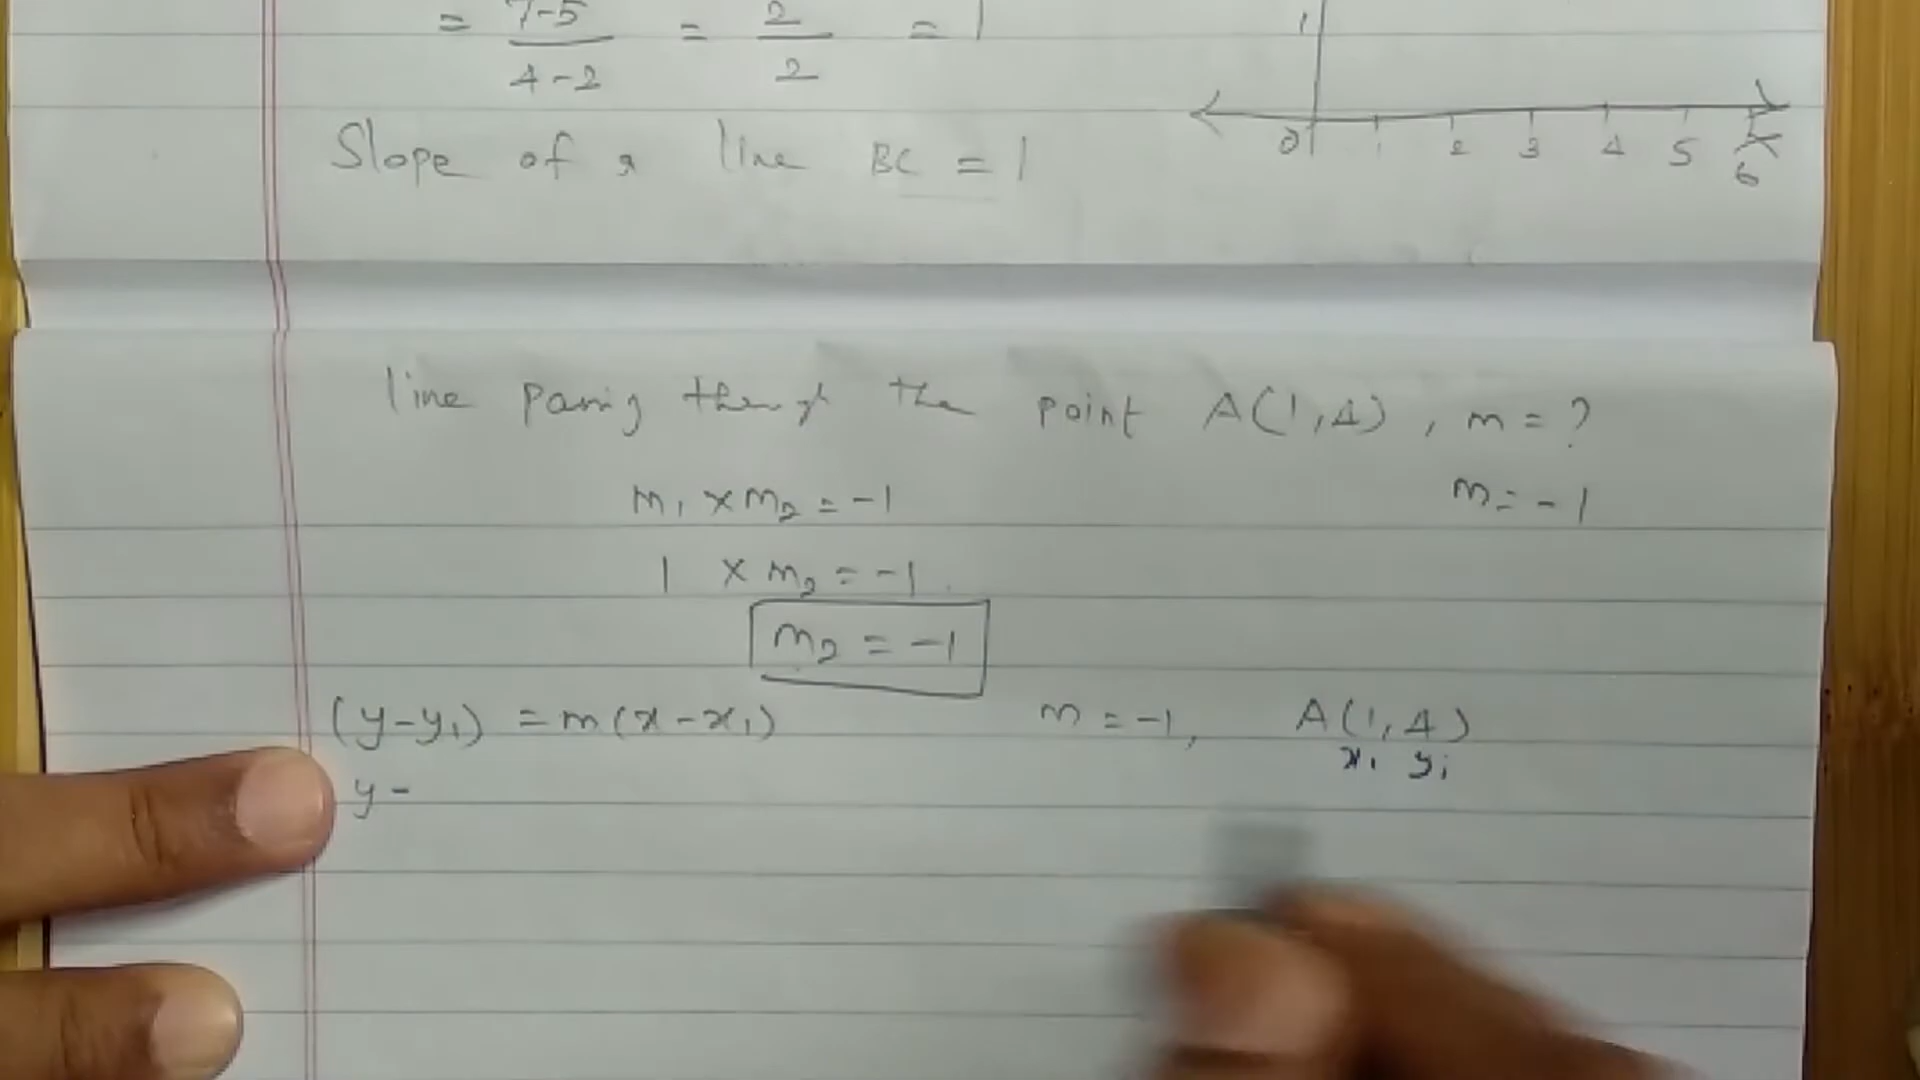 = 7-5 / 4-2 = 2 / 2 = 1
1
0 1 2 3 4 5 6 X
Slope of a line BC = 1
line passing through the point A(1,4), m = ?
m₁ × m₂ = -1
m = -1
1 × m₂ = -1
m₂ = -1
(y-y₁) = m(x-x₁) m = -1, A(1,4)
x₁ y₁
y -